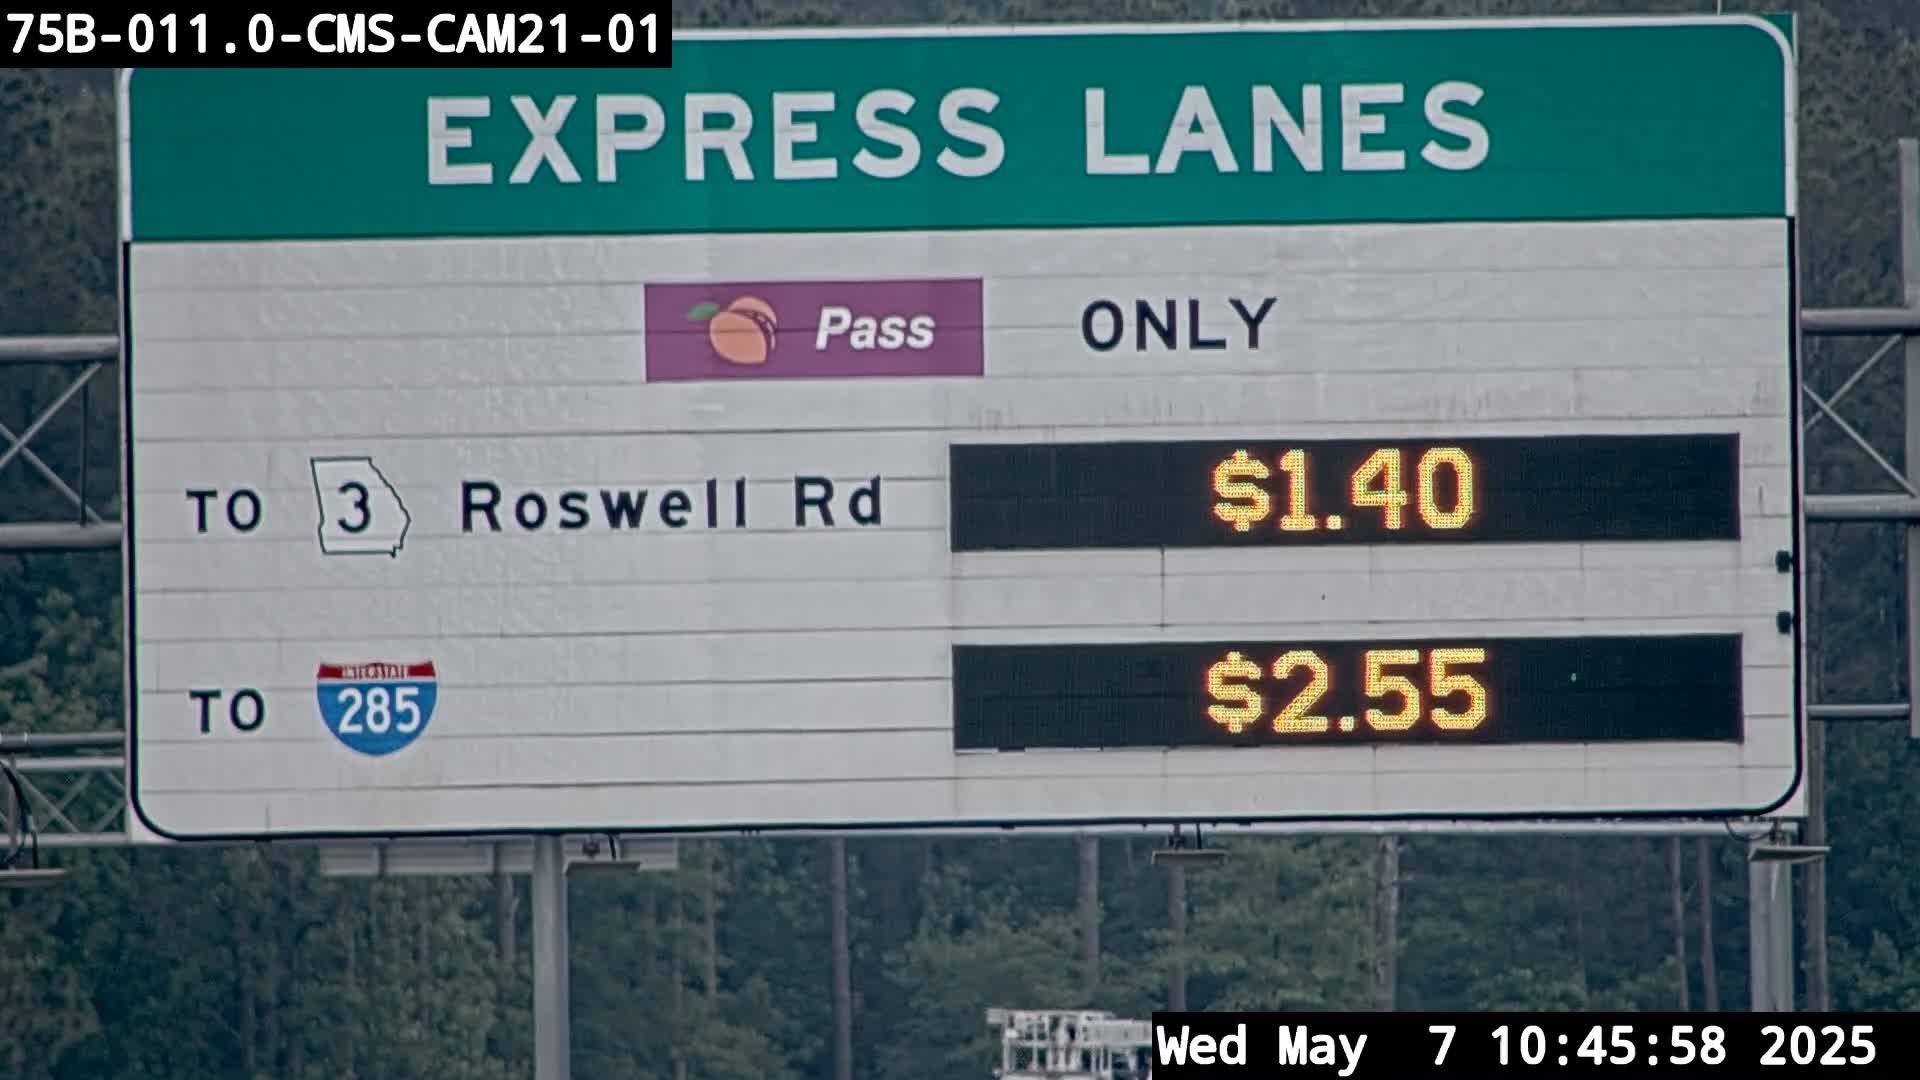 75B-011.0-CMS-CAM21-01
EXPRESS LANES
Pass ONLY
TO 3 Roswell Rd $1.40
INTERSTATE
TO 285 $2.55
Wed May 7 10:45:58 2025